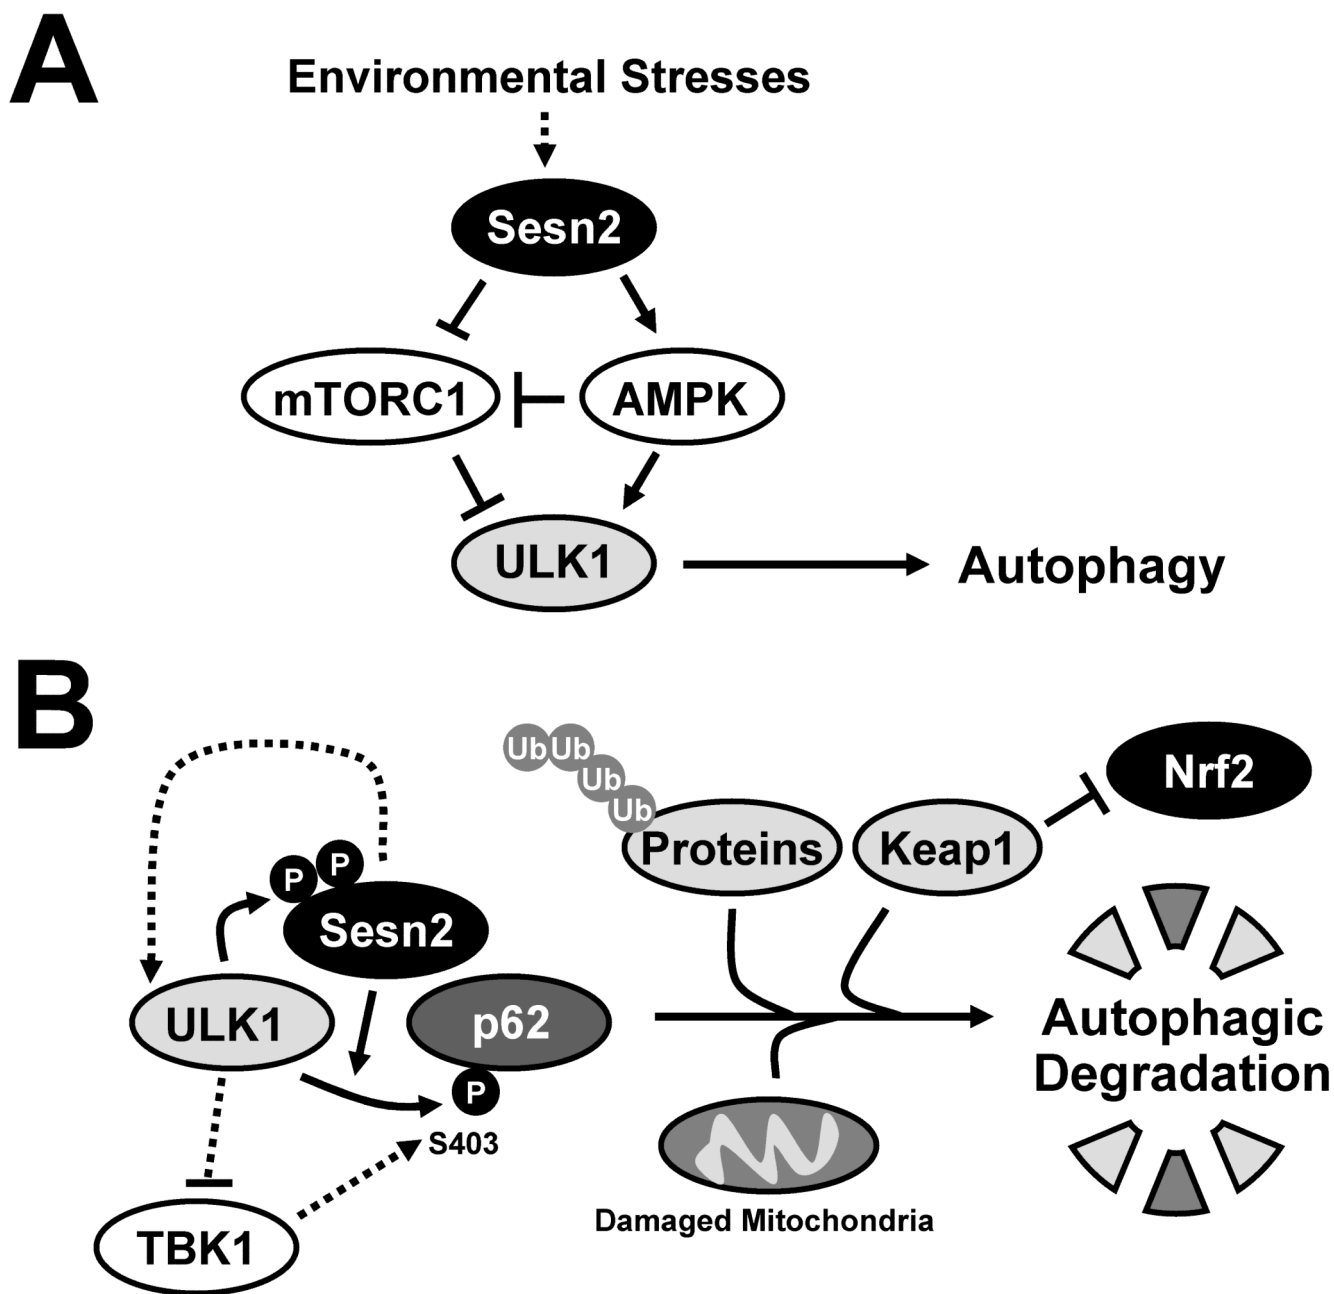 A
Environmental Stresses
Sesn2
mTORC1
AMPK
ULK1
Autophagy
B
Ub
Ub
Ub
Ub
Nrf2
Proteins
Keap1
P
P
Sesn2
ULK1
p62
P
S403
TBK1
Damaged Mitochondria
Autophagic
Degradation